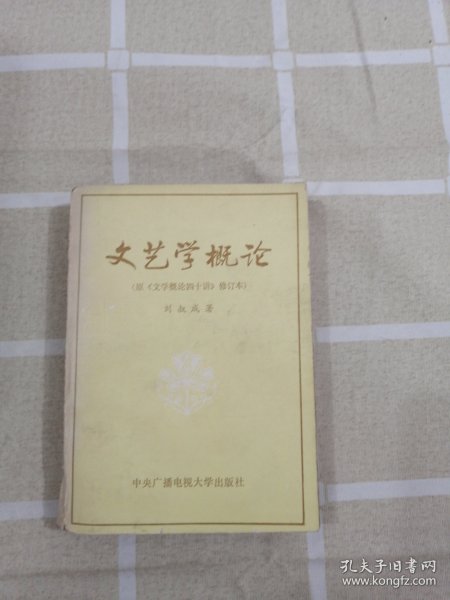 文艺学概论
(原《文学概论四十讲》修订本)
刘叔成著
中央广播电视大学出版社
孔夫子旧书网
www.kongfz.com